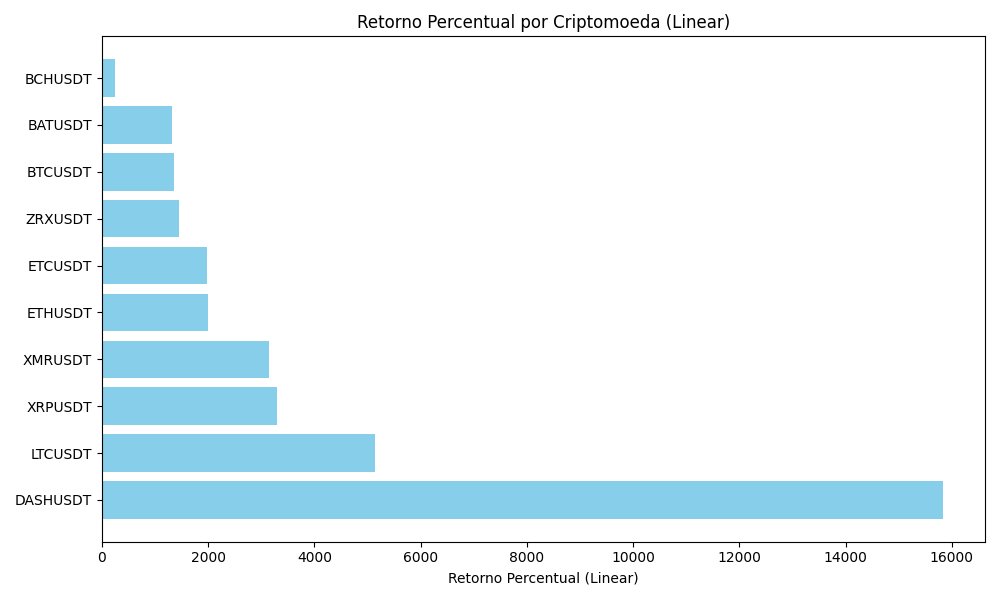 Retorno Percentual por Criptomoeda (Linear)
BCHUSDT
BATUSDT
BTCUSDT
ZRXUSDT
ETCUSDT
ETHUSDT
XMRUSDT
XRPUSDT
LTCUSDT
DASHUSDT
0 2000 4000 6000 8000 10000 12000 14000 16000
Retorno Percentual (Linear)